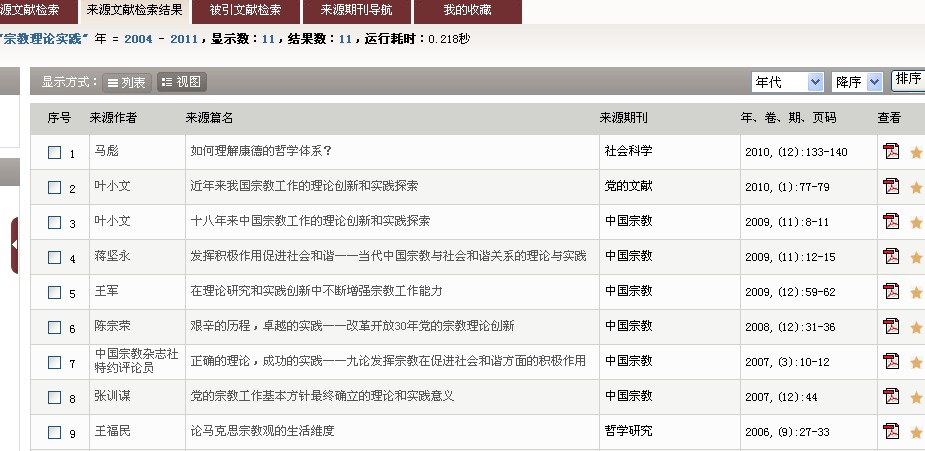 源文献检索 来源文献检索结果 被引文献检索 来源期刊导航 我的收藏
"宗教理论实践" 年 = 2004 - 2011，显示数：11，结果数：11，运行耗时：0.218秒
显示方式： 列表 视图 年代 降序 排序
序号 来源作者 来源篇名 来源期刊 年、卷、期、页码 查看
1 马彪 如何理解康德的哲学体系？ 社会科学 2010, (12):133-140
2 叶小文 近年来我国宗教工作的理论创新和实践探索 党的文献 2010, (1):77-79
3 叶小文 十八年来中国宗教工作的理论创新和实践探索 中国宗教 2009, (11):8-11
4 蒋坚永 发挥积极作用促进社会和谐——当代中国宗教与社会和谐关系的理论与实践 中国宗教 2009, (11):12-15
5 王军 在理论研究和实践创新中不断增强宗教工作能力 中国宗教 2009, (12):59-62
6 陈宗荣 艰辛的历程，卓越的实践——改革开放30年党的宗教理论创新 中国宗教 2008, (12):31-36
7 中国宗教杂志社特约评论员 正确的理论，成功的实践——九论发挥宗教在促进社会和谐方面的积极作用 中国宗教 2007, (3):10-12
8 张训谋 党的宗教工作基本方针最终确立的理论和实践意义 中国宗教 2007, (12):44
9 王福民 论马克思宗教观的生活维度 哲学研究 2006, (9):27-33